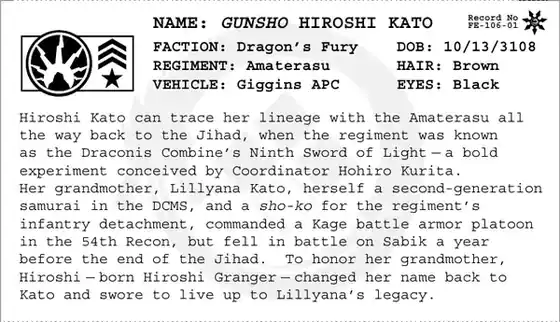 NAME: GUNSHO HIROSHI KATO
Record No
FE-106-01
FACTION: Dragon's Fury
DOB: 10/13/3108
REGIMENT: Amaterasu
HAIR: Brown
VEHICLE: Giggins APC
EYES: Black
Hiroshi Kato can trace her lineage with the Amaterasu all
the way back to the Jihad, when the regiment was known
as the Draconis Combine's Ninth Sword of Light — a bold
experiment conceived by Coordinator Hohiro Kurita.
Her grandmother, Lillyana Kato, herself a second-generation
samurai in the DCMS, and a sho-ko for the regiment's
infantry detachment, commanded a Kage battle armor platoon
in the 54th Recon, but fell in battle on Sabik a year
before the end of the Jihad. To honor her grandmother,
Hiroshi — born Hiroshi Granger — changed her name back to
Kato and swore to live up to Lillyana's legacy.